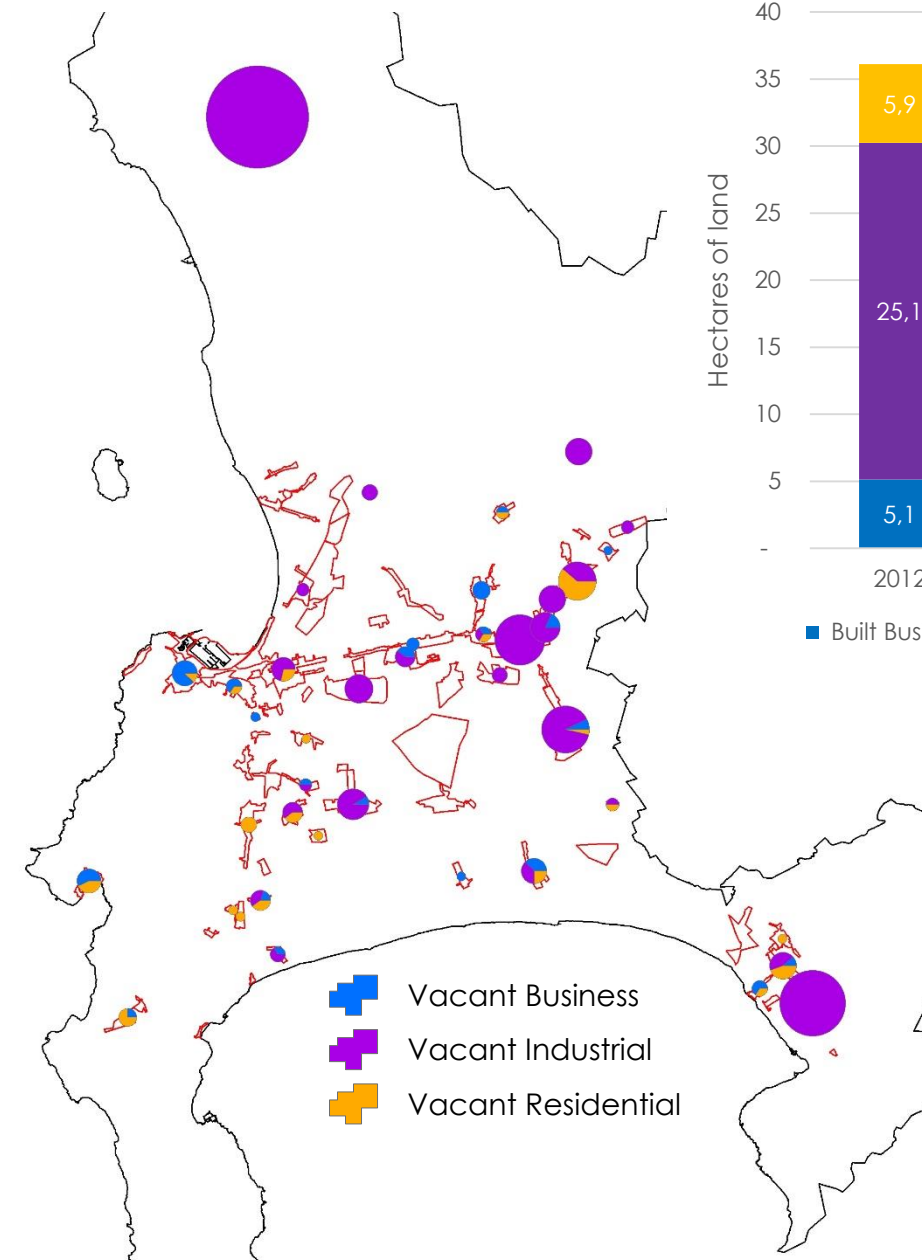 40
35
30
25
20
15
10
5
-
Hectares of land
5,9
25,1
5,1
2012
Built Bus
Vacant Business
Vacant Industrial
Vacant Residential